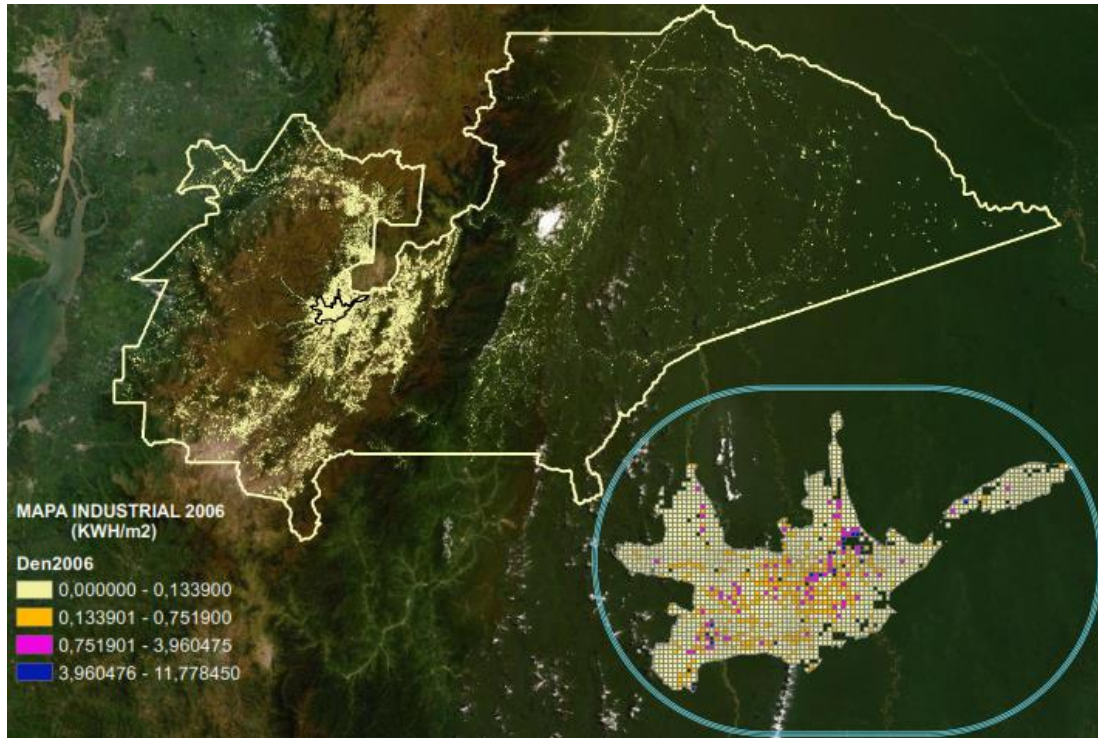 MAPA INDUSTRIAL 2006
(KWH/m2)
Den2006
0,000000 - 0.133900
0,133901 - 0,751900
0,751901 - 3,960475
3,960476 - 11,778450